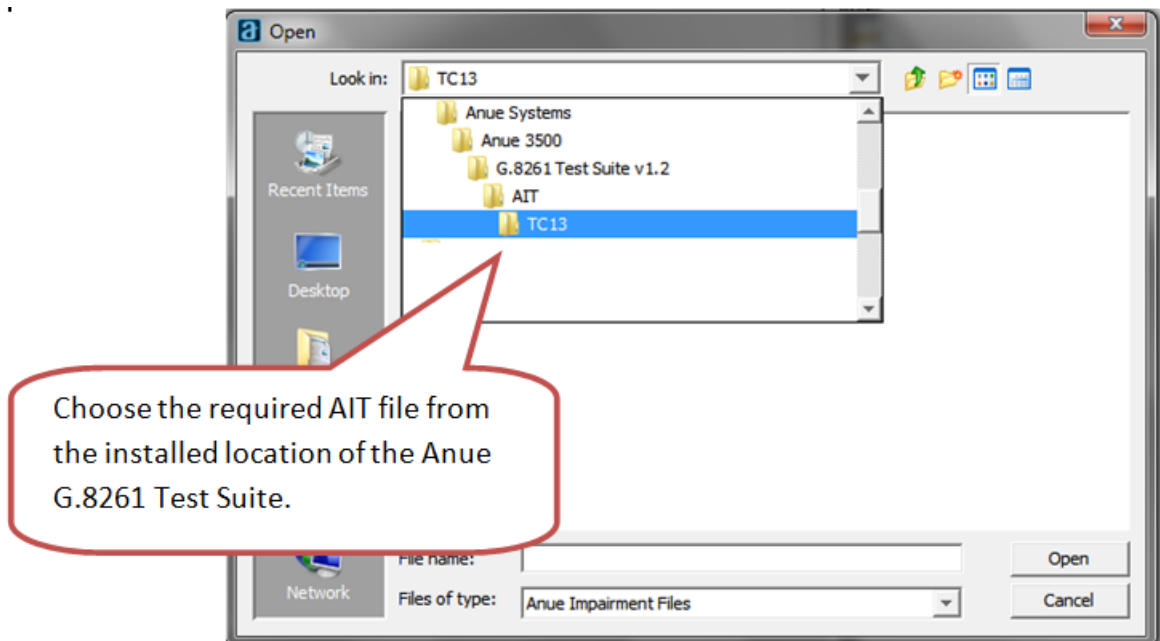 Open
Look in:
TC13
Anue Systems
Anue 3500
G.8261 Test Suite v1.2
AIT
TC13
Recent Items
Desktop
Choose the required AIT file from
the installed location of the Anue
G.8261 Test Suite.
Network
File name:
Open
Files of type:
Anue Impairment Files
Cancel